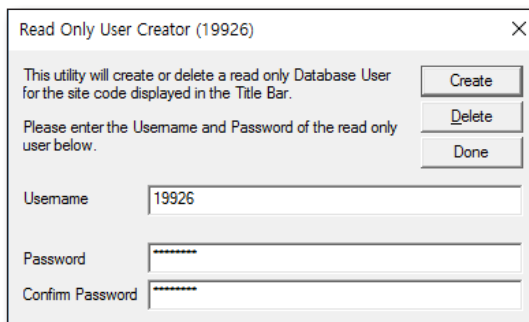 Read Only User Creator (19926)
This utility will create or delete a read only Database User
for the site code displayed in the Title Bar.
Please enter the Username and Password of the read only
user below.
Create
Delete
Done
Username
19926
Password
********
Confirm Password
********